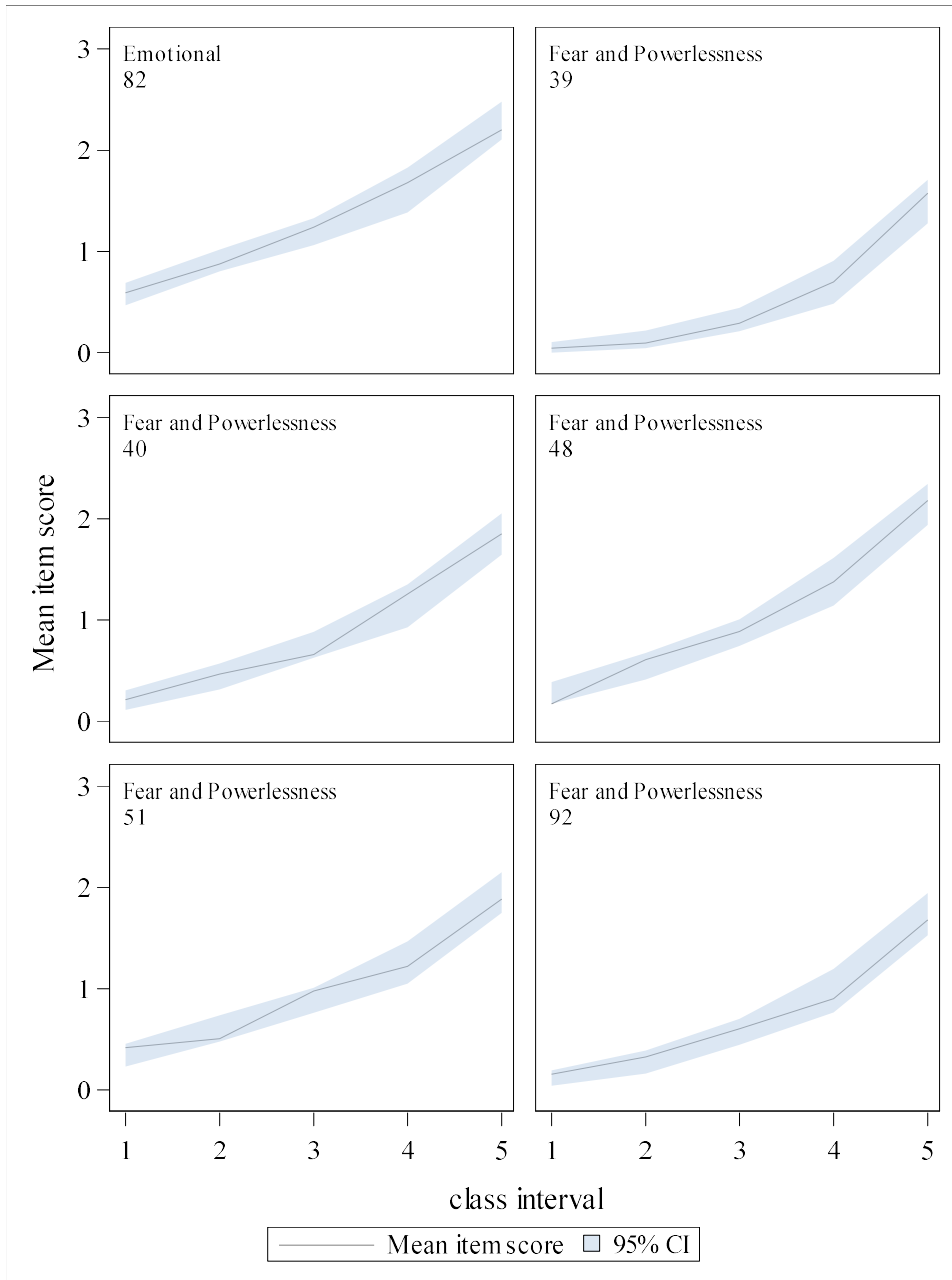 Emotional
82
Fear and Powerlessness
39
3
2
1
0
Fear and Powerlessness
40
Fear and Powerlessness
48
3
2
1
0
Mean item score
Fear and Powerlessness
51
Fear and Powerlessness
92
3
2
1
0
1 2 3 4 5 1 2 3 4 5
class interval
Mean item score 95% CI